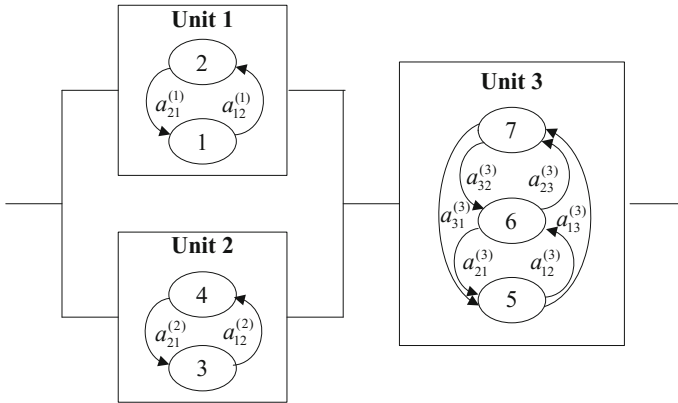 Unit 1
2
a_{21}^{(1)} a_{12}^{(1)}
1
Unit 2
4
a_{21}^{(2)} a_{12}^{(2)}
3
Unit 3
7
a_{32}^{(3)} a_{23}^{(3)}
a_{31}^{(3)} 6 a_{13}^{(3)}
a_{21}^{(3)} a_{12}^{(3)}
5